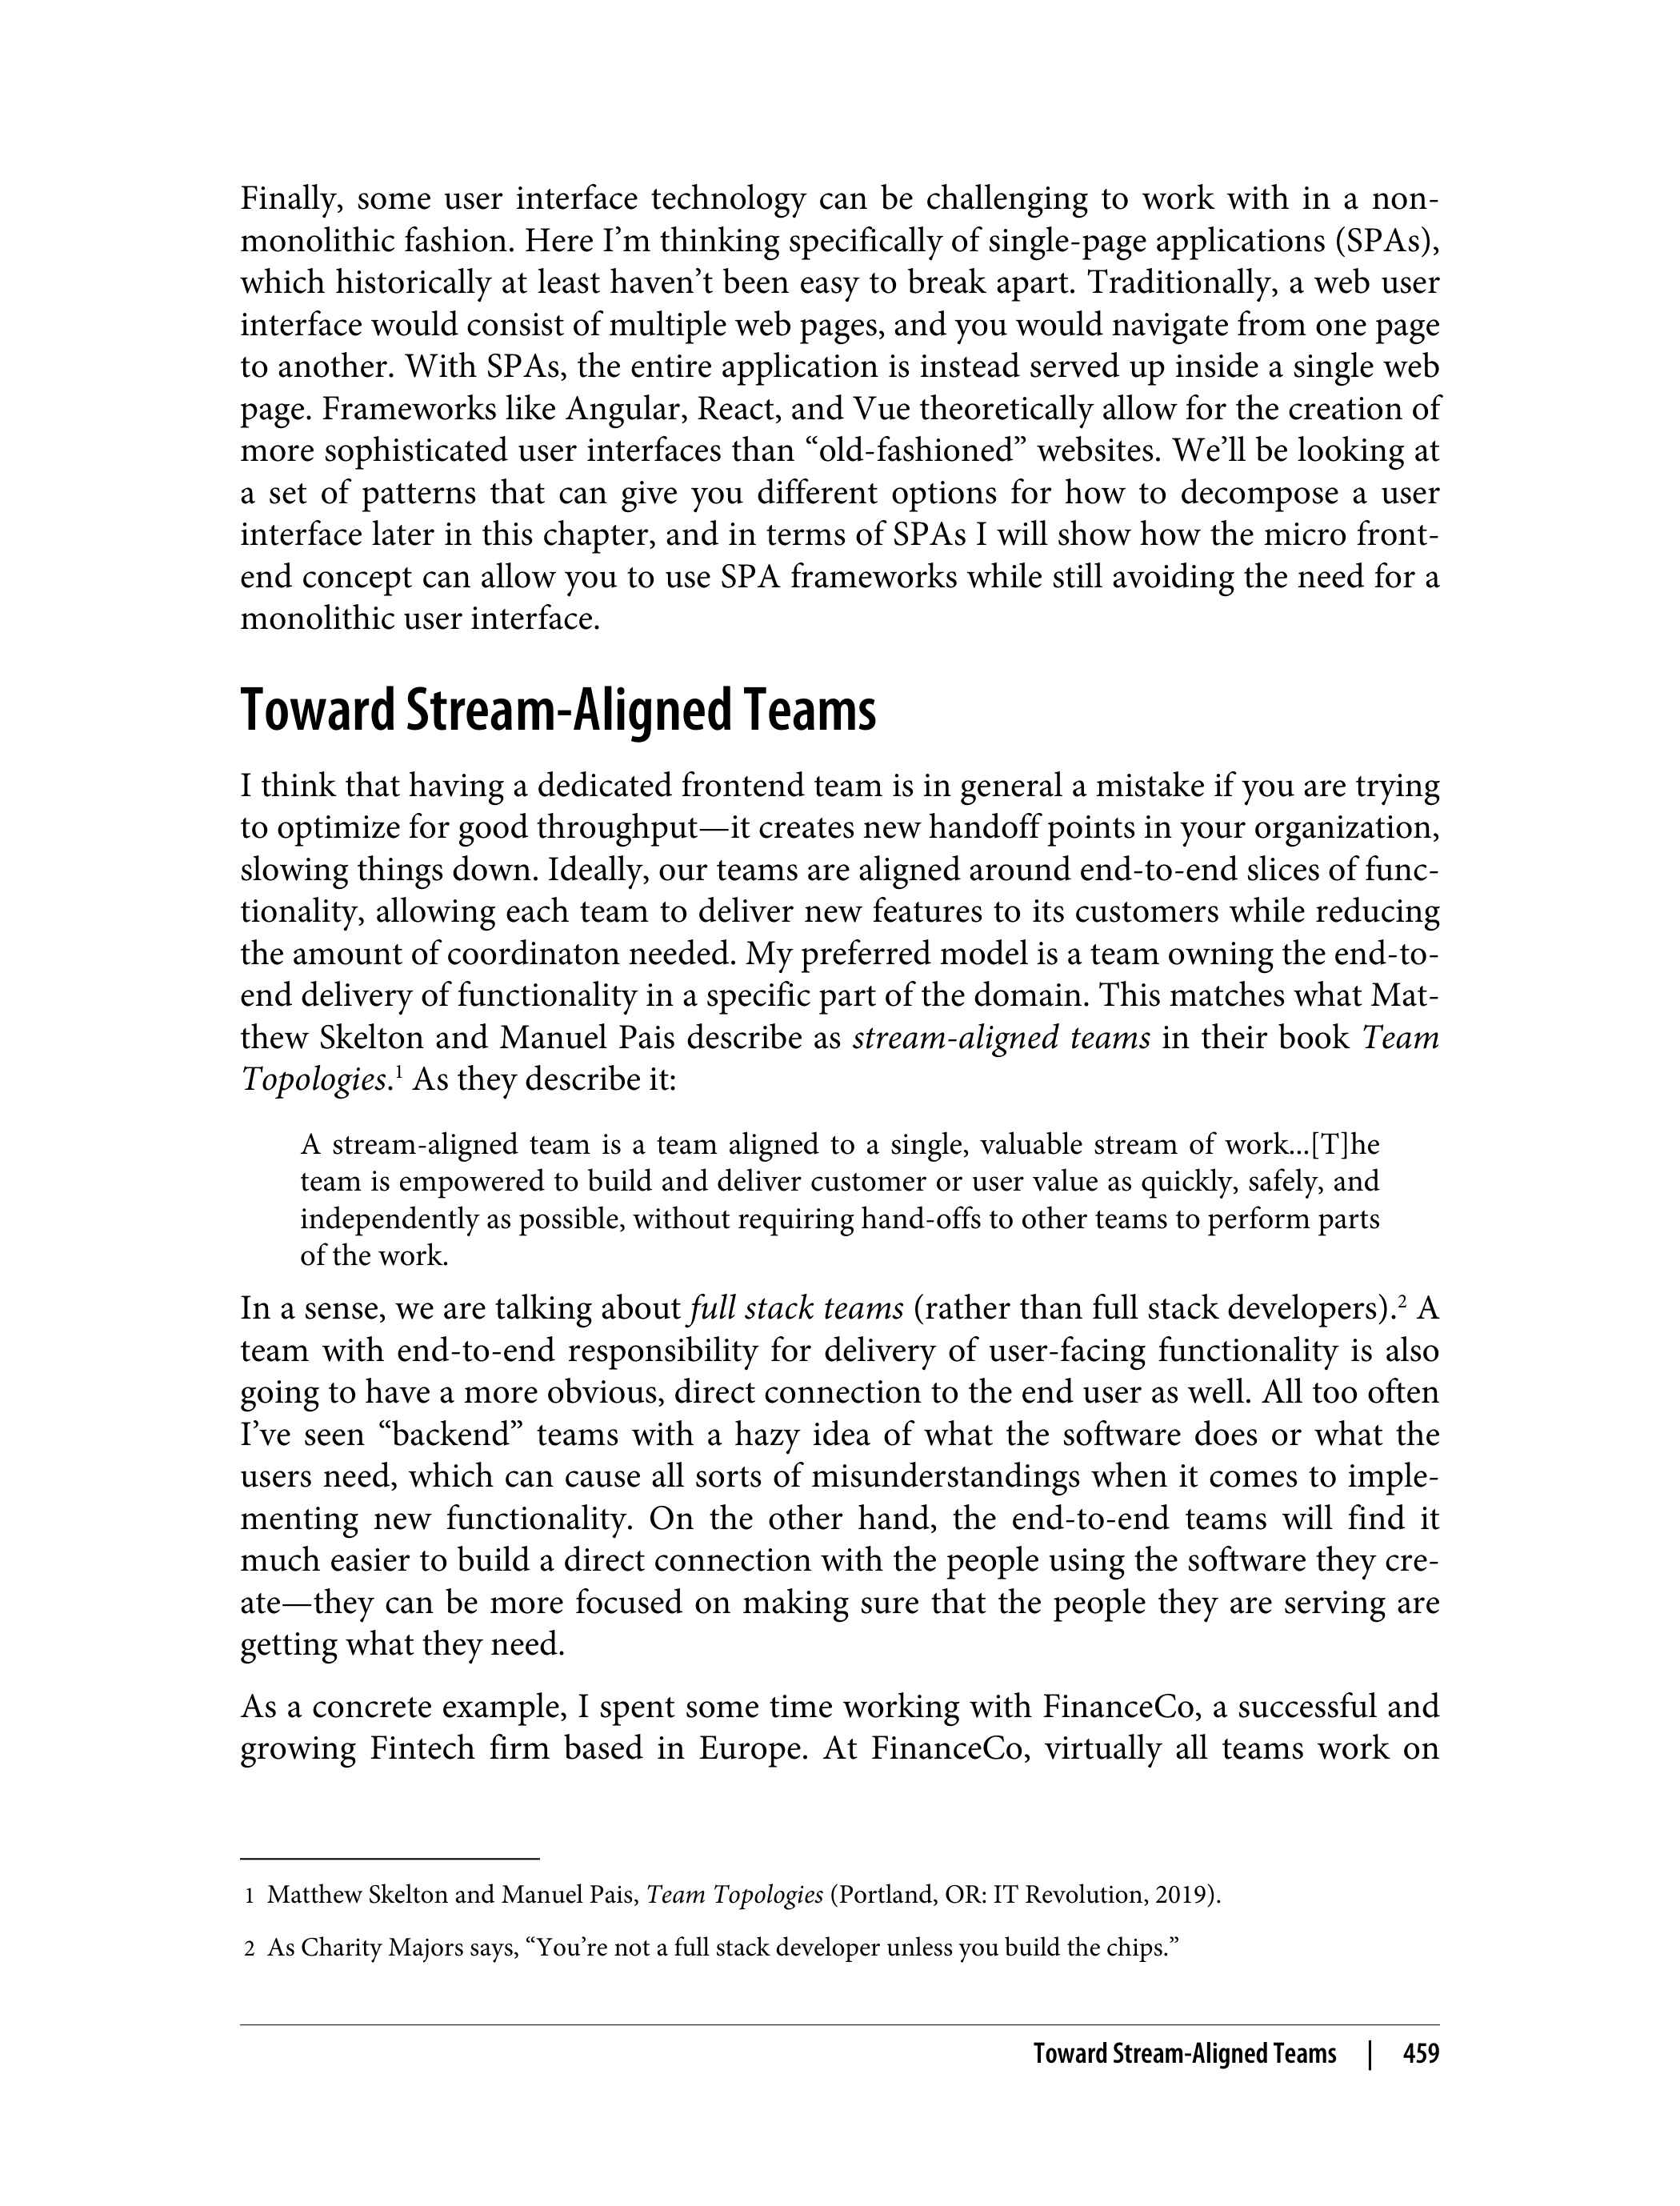 Finally, some user interface technology can be challenging to work with in a non-
monolithic fashion. Here I’m thinking specifically of single-page applications (SPAs),
which historically at least haven’t been easy to break apart. Traditionally, a web user
interface would consist of multiple web pages, and you would navigate from one page
to another. With SPAs, the entire application is instead served up inside a single web
page. Frameworks like Angular, React, and Vue theoretically allow for the creation of
more sophisticated user interfaces than “old-fashioned” websites. We’ll be looking at
a set of patterns that can give you different options for how to decompose a user
interface later in this chapter, and in terms of SPAs I will show how the micro front-
end concept can allow you to use SPA frameworks while still avoiding the need for a
monolithic user interface.
Toward Stream-Aligned Teams
I think that having a dedicated frontend team is in general a mistake if you are trying
to optimize for good throughput—it creates new handoff points in your organization,
slowing things down. Ideally, our teams are aligned around end-to-end slices of func-
tionality, allowing each team to deliver new features to its customers while reducing
the amount of coordinaton needed. My preferred model is a team owning the end-to-
end delivery of functionality in a specific part of the domain. This matches what Mat-
thew Skelton and Manuel Pais describe as stream-aligned teams in their book Team
Topologies.1 As they describe it:
A stream-aligned team is a team aligned to a single, valuable stream of work...[T]he
team is empowered to build and deliver customer or user value as quickly, safely, and
independently as possible, without requiring hand-offs to other teams to perform parts
of the work.
In a sense, we are talking about full stack teams (rather than full stack developers).2 A
team with end-to-end responsibility for delivery of user-facing functionality is also
going to have a more obvious, direct connection to the end user as well. All too often
I’ve seen “backend” teams with a hazy idea of what the software does or what the
users need, which can cause all sorts of misunderstandings when it comes to imple-
menting new functionality. On the other hand, the end-to-end teams will find it
much easier to build a direct connection with the people using the software they cre-
ate—they can be more focused on making sure that the people they are serving are
getting what they need.
As a concrete example, I spent some time working with FinanceCo, a successful and
growing Fintech firm based in Europe. At FinanceCo, virtually all teams work on
1 Matthew Skelton and Manuel Pais, Team Topologies (Portland, OR: IT Revolution, 2019).
2 As Charity Majors says, “You’re not a full stack developer unless you build the chips.”
Toward Stream-Aligned Teams | 459